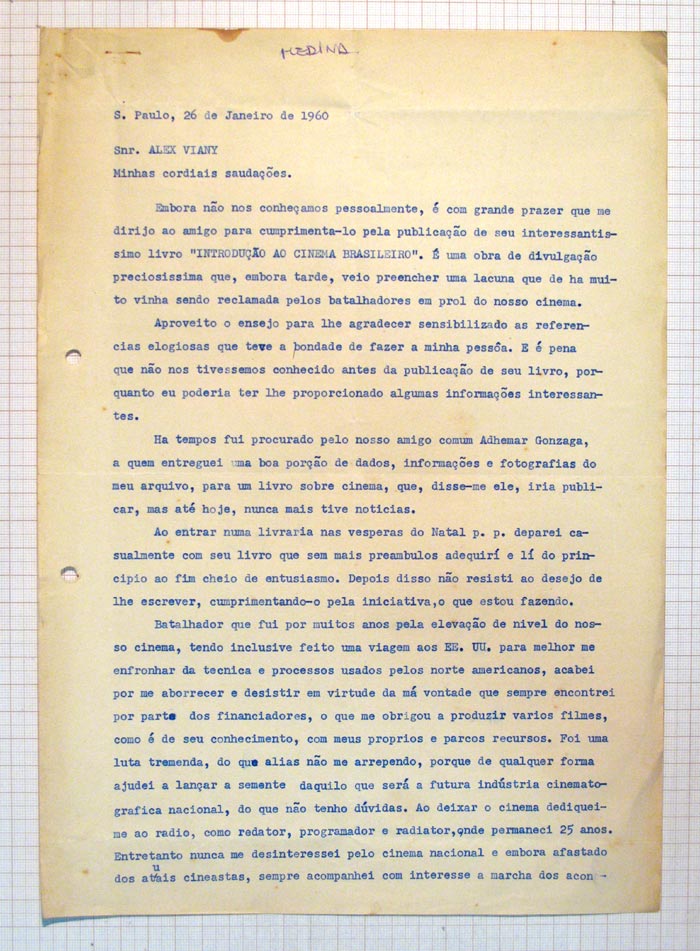 MEDINA
S. Paulo, 26 de Janeiro de 1960
Snr. ALEX VIANY
Minhas cordiais saudações.
Embora não nos conheçamos pessoalmente, é com grande prazer que me
dirijo ao amigo para cumprimenta-lo pela publicação de seu interessantis-
simo livro "INTRODUÇÃO AO CINEMA BRASILEIRO". É uma obra de divulgação
preciosissima que, embora tarde, veio preencher uma lacuna que de ha mui-
to vinha sendo reclamada pelos batalhadores em prol do nosso cinema.
Aproveito o ensejo para lhe agradecer sensibilizado as referen-
cias elogiosas que teve a bondade de fazer a minha pessôa. E é pena
que não nos tivessemos conhecido antes da publicação de seu livro, por-
quanto eu poderia ter lhe proporcionado algumas informações interessan-
tes.
Ha tempos fui procurado pelo nosso amigo comum Adhemar Gonzaga,
a quem entreguei uma boa porção de dados, informações e fotografias do
meu arquivo, para um livro sobre cinema, que, disse-me ele, iria publi-
car, mas até hoje, nunca mais tive noticias.
Ao entrar numa livraria nas vesperas do Natal p. p. deparei ca-
sualmente com seu livro que sem mais preambulos adequirí e lí do prin-
cipio ao fim cheio de entusiasmo. Depois disso não resisti ao desejo de
lhe escrever, cumprimentando-o pela iniciativa,o que estou fazendo.
Batalhador que fui por muitos anos pela elevação de nivel do nos-
so cinema, tendo inclusive feito uma viagem aos EE. UU. para melhor me
enfronhar da tecnica e processos usados pelos norte americanos, acabei
por me aborrecer e desistir em virtude da má vontade que sempre encontrei
por parte dos financiadores, o que me obrigou a produzir varios filmes,
como é de seu conhecimento, com meus proprios e parcos recursos. Foi uma
luta tremenda, do que alias não me arrependo, porque de qualquer forma
ajudei a lançar a semente daquilo que será a futura indústria cinemato-
grafica nacional, do que não tenho dúvidas. Ao deixar o cinema dediquei-
me ao radio, como redator, programador e radiator,onde permaneci 25 anos.
Entretanto nunca me desinteressei pelo cinema nacional e embora afastado
dos atuais cineastas, sempre acompanhei com interesse a marcha dos acon-